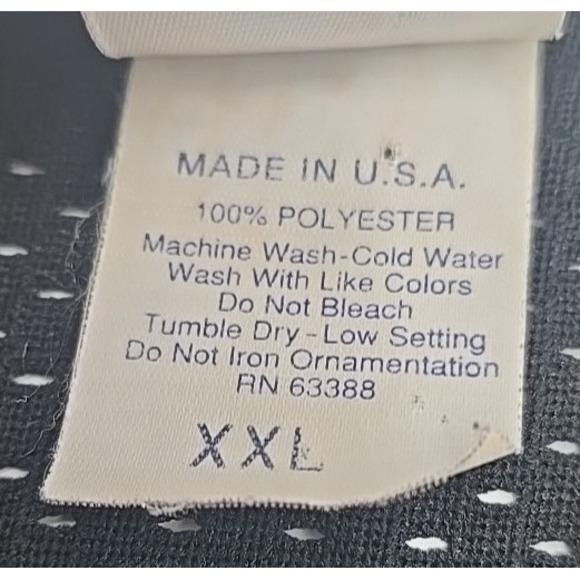 MADE IN U.S.A.
100% POLYESTER
Machine Wash-Cold Water
Wash With Like Colors
Do Not Bleach
Tumble Dry-Low Setting
Do Not Iron Ornamentation
RN 63388
XXL